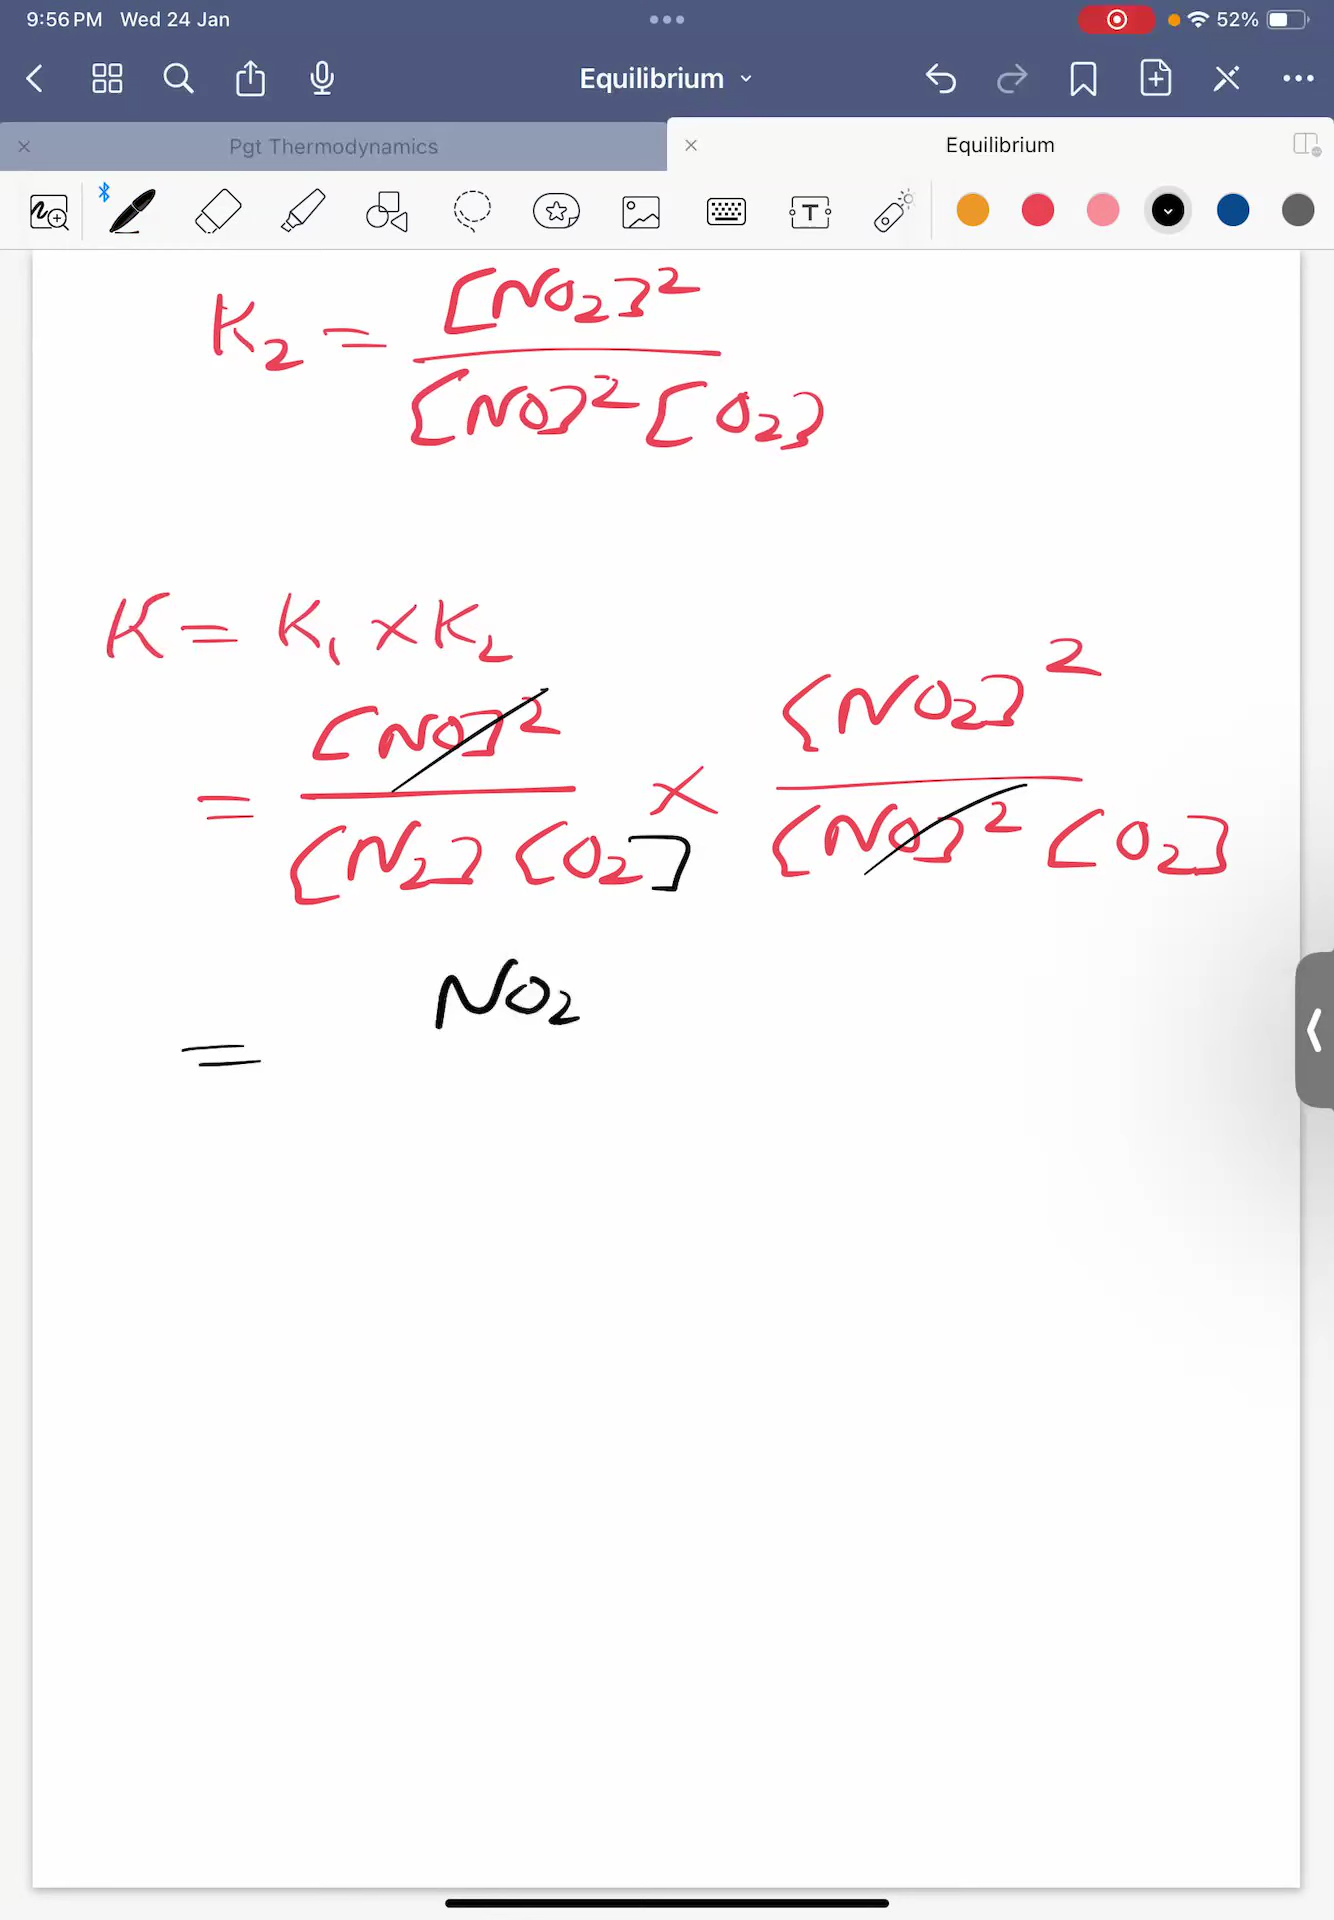 9:56 PM Wed 24 Jan 52%
Equilibrium
Pgt Thermodynamics Equilibrium
T
K₂ = [NO₂]² / [NO]² [O₂]
K = K₁ × K₂
= [NO]² / [N₂] [O₂] × [NO₂]² / [NO]² [O₂]
= NO₂